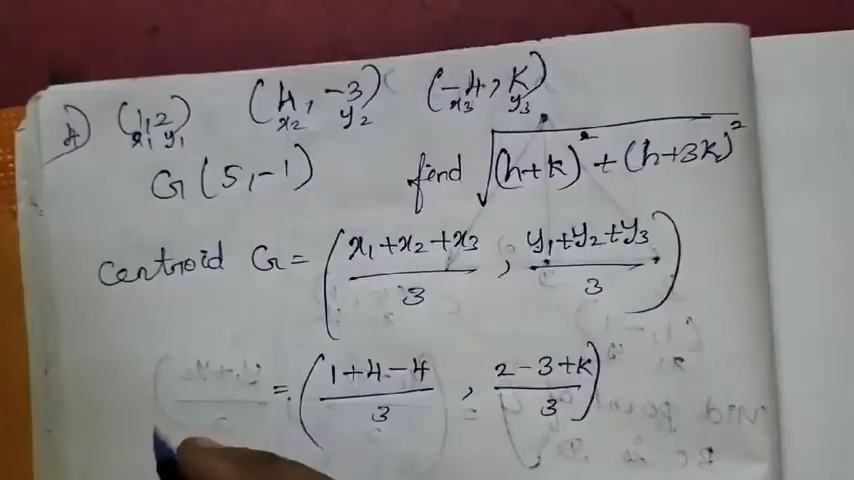 4) (1,2) (h, -3) (-4, k)
x₁ y₁ x₂ y₂ x₃ y₃
G(5,-1) find √((h+k)² + (h+3k)²)
Centroid G = ((x₁+x₂+x₃)/3, (y₁+y₂+y₃)/3)
= ((1+h-4)/3, (2-3+k)/3)